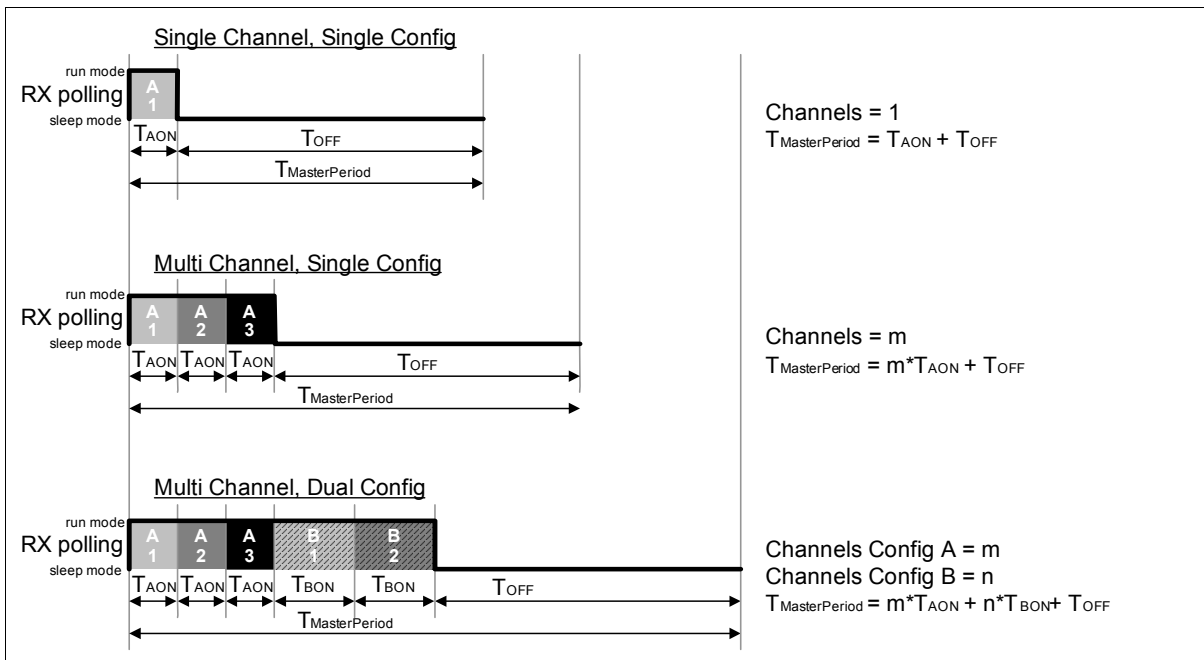 Single Channel, Single Config
run mode
RX polling
sleep mode
A
1
TAON
TOFF
TMasterPeriod
Channels = 1
TMasterPeriod = TAON + TOFF
Multi Channel, Single Config
run mode
RX polling
sleep mode
A A A
1 2 3
TAON TAON TAON TOFF
TMasterPeriod
Channels = m
TMasterPeriod = m*TAON + TOFF
Multi Channel, Dual Config
run mode
RX polling
sleep mode
A A A B B
1 2 3 1 2
TAON TAON TAON TBON TBON TOFF
TMasterPeriod
Channels Config A = m
Channels Config B = n
TMasterPeriod = m*TAON + n*TBON+ TOFF